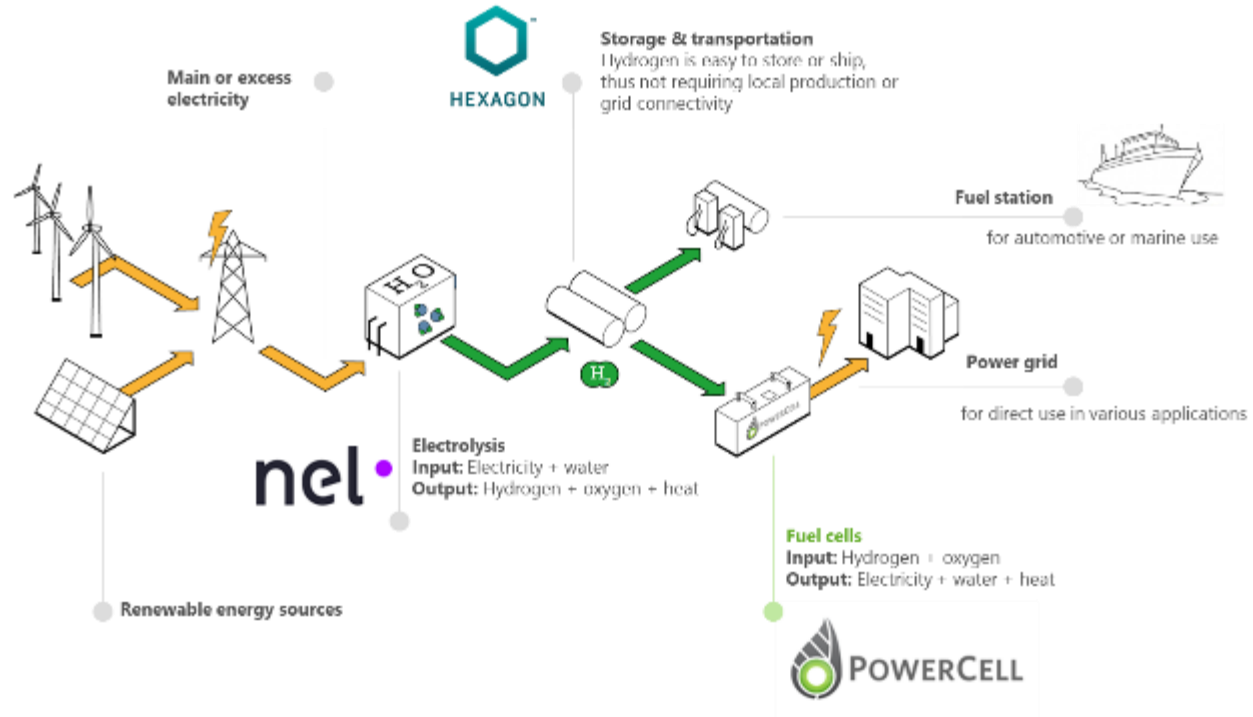 Main or excess
electricity
™
HEXAGON
Storage & transportation
Hydrogen is easy to store or ship,
thus not requiring local production or
grid connectivity
Fuel station
for automotive or marine use
H2O
H2
Power grid
for direct use in various applications
POWERCELL
nel
Electrolysis
Input: Electricity + water
Output: Hydrogen + oxygen + heat
Fuel cells
Input: Hydrogen + oxygen
Output: Electricity + water + heat
Renewable energy sources
POWERCELL